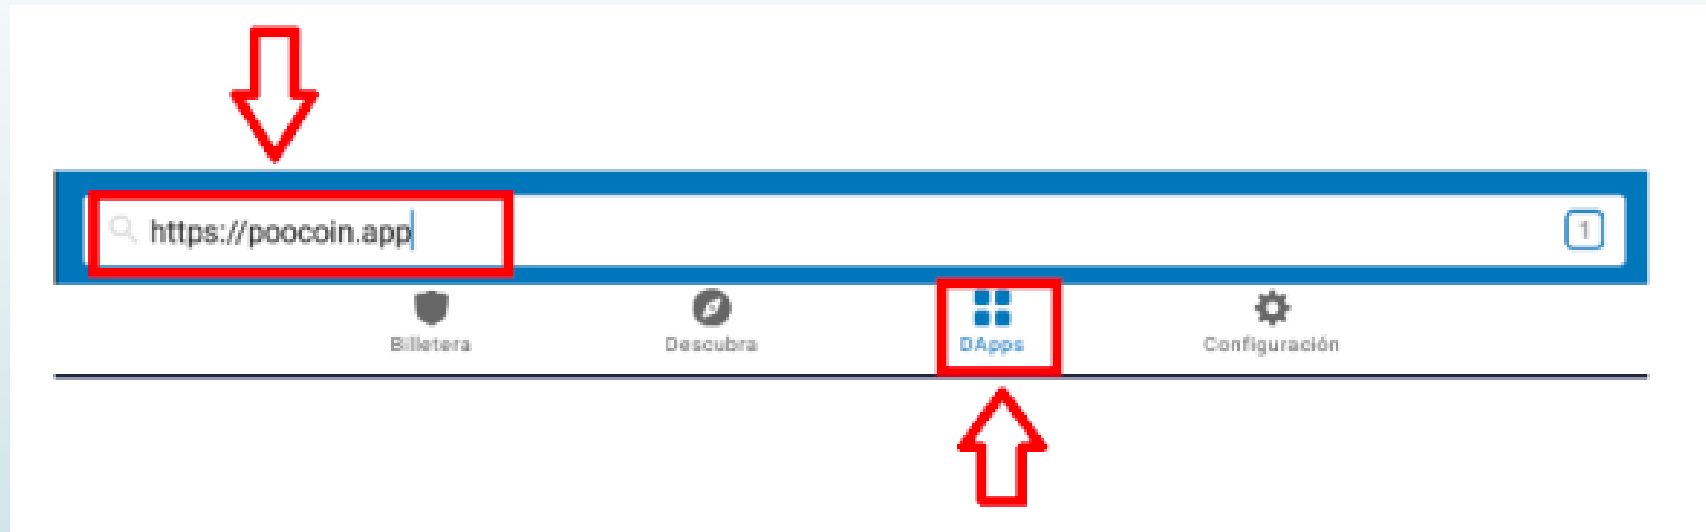 https://poocoin.app
1
Billetera
Descubra
DApps
Configuración